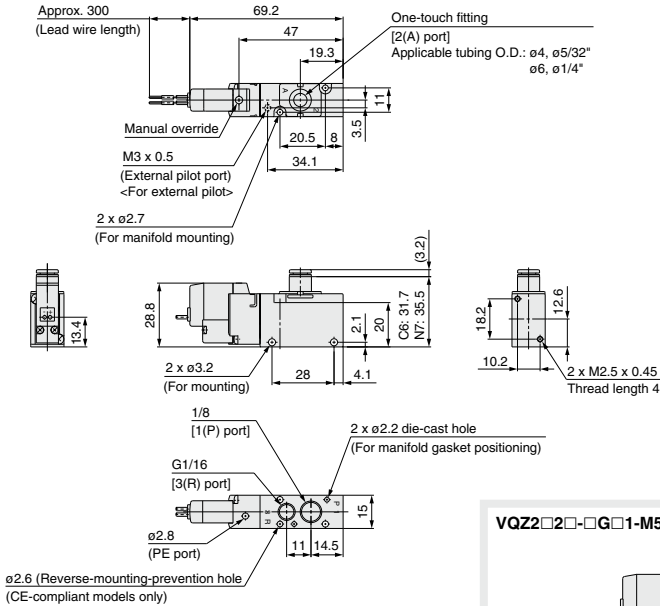 Approx. 300
(Lead wire length)
69.2
47
19.3
One-touch fitting
[2(A) port]
Applicable tubing O.D.: ø4, ø5/32"
ø6, ø1/4"
A
2
11
3.5
Manual override
20.5
8
M3 x 0.5
(External pilot port)
<For external pilot>
34.1
2 x ø2.7
(For manifold mounting)
(3.2)
28.8
13.4
2.1
20
C6: 31.7
N7: 35.5
18.2
12.6
10.2
2 x ø3.2
(For mounting)
28
4.1
2 x M2.5 x 0.45
Thread length 4
1/8
[1(P) port]
2 x ø2.2 die-cast hole
(For manifold gasket positioning)
G1/16
[3(R) port]
P
R
15
ø2.8
(PE port)
11
14.5
ø2.6 (Reverse-mounting-prevention hole
(CE-compliant models only)
VQZ2□2□-□G□1-M5